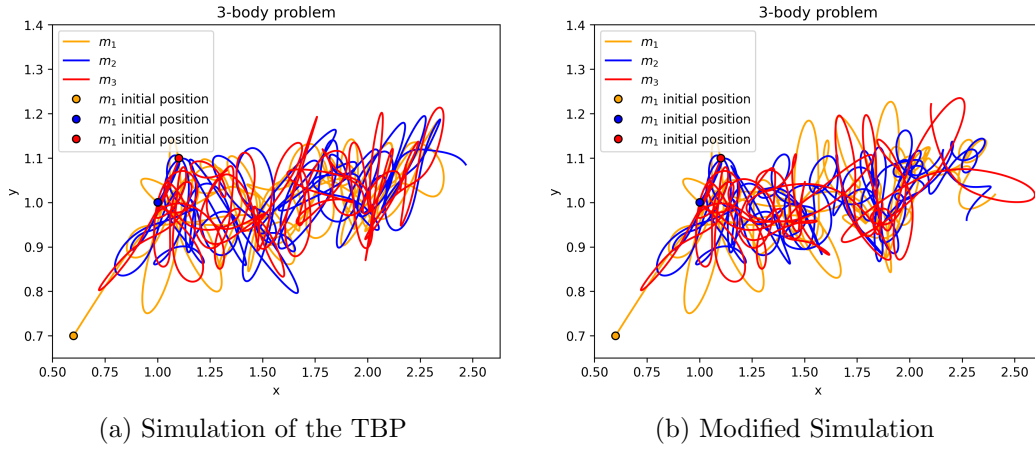 3-body problem
1.4
1.3
1.2
1.1
1.0
0.9
0.8
0.7
y
m1
m2
m3
m1 initial position
m1 initial position
m1 initial position
0.50 0.75 1.00 1.25 1.50 1.75 2.00 2.25 2.50
x
(a) Simulation of the TBP
3-body problem
1.4
1.3
1.2
1.1
1.0
0.9
0.8
0.7
y
m1
m2
m3
m1 initial position
m1 initial position
m1 initial position
0.50 0.75 1.00 1.25 1.50 1.75 2.00 2.25 2.50
x
(b) Modified Simulation